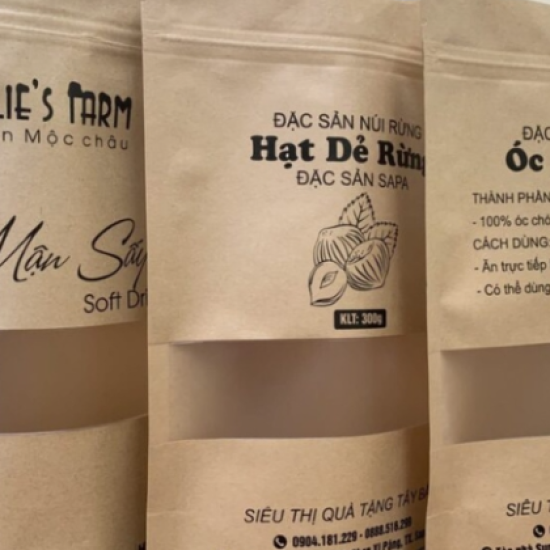 LIE'S FARM
n Mộc châu
Mận Sấy
Soft Dri
ĐẶC SẢN NÚI RỪNG
Hạt Dẻ Rừng
ĐẶC SẢN SAPA
KLT: 300g
SIÊU THỊ QUÀ TẶNG TÂY BẮ
0904.181.229 - 0888.516.299
ĐẶC
ÓC
THÀNH PHẦN
- 100% óc chó
CÁCH DÙNG:
- Ăn trực tiếp
- Có thể dùng
SIÊU T